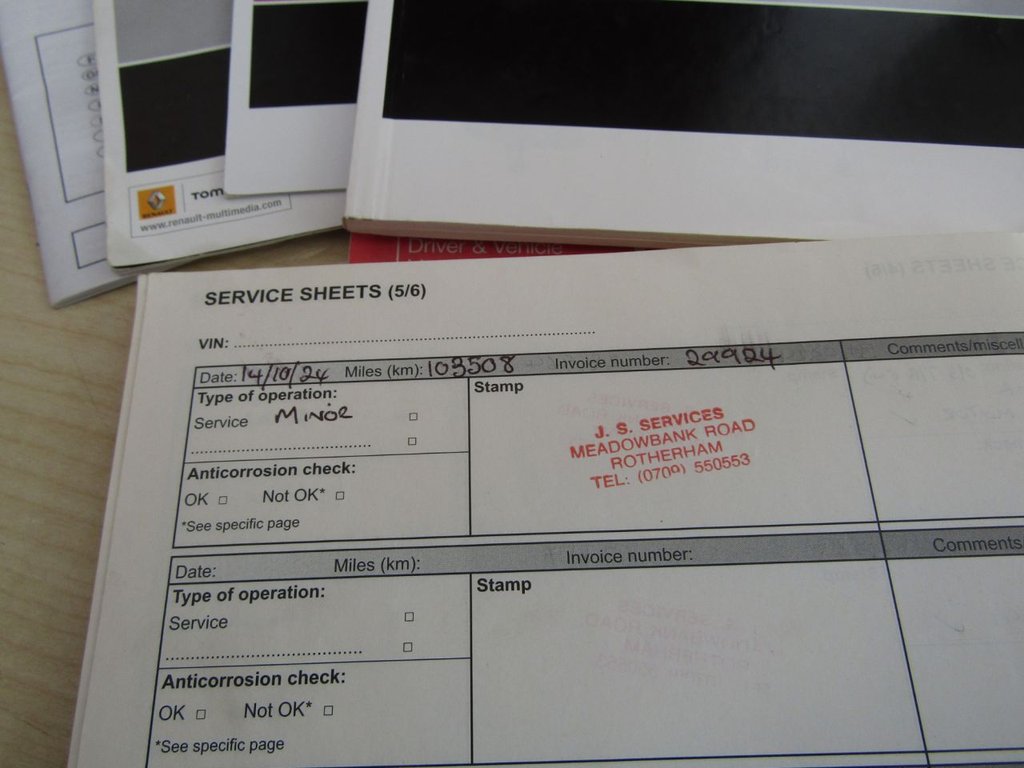 RENAULT
TOM
www.renault-multimedia.com
Driver & Vehicle
SERVICE SHEETS (5/6)
VIN: ........................................
Date: 14/10/24 Miles (km): 103508 Invoice number: 29924 Comments/miscell
Type of operation:
Service MINOR
........................................
Anticorrosion check:
OK □ Not OK* □
*See specific page
Stamp
J. S. SERVICES
MEADOWBANK ROAD
ROTHERHAM
TEL: (0709) 550553
Date: Miles (km): Invoice number: Comments/
Type of operation:
Service
........................................
Anticorrosion check:
OK □ Not OK* □
*See specific page
Stamp